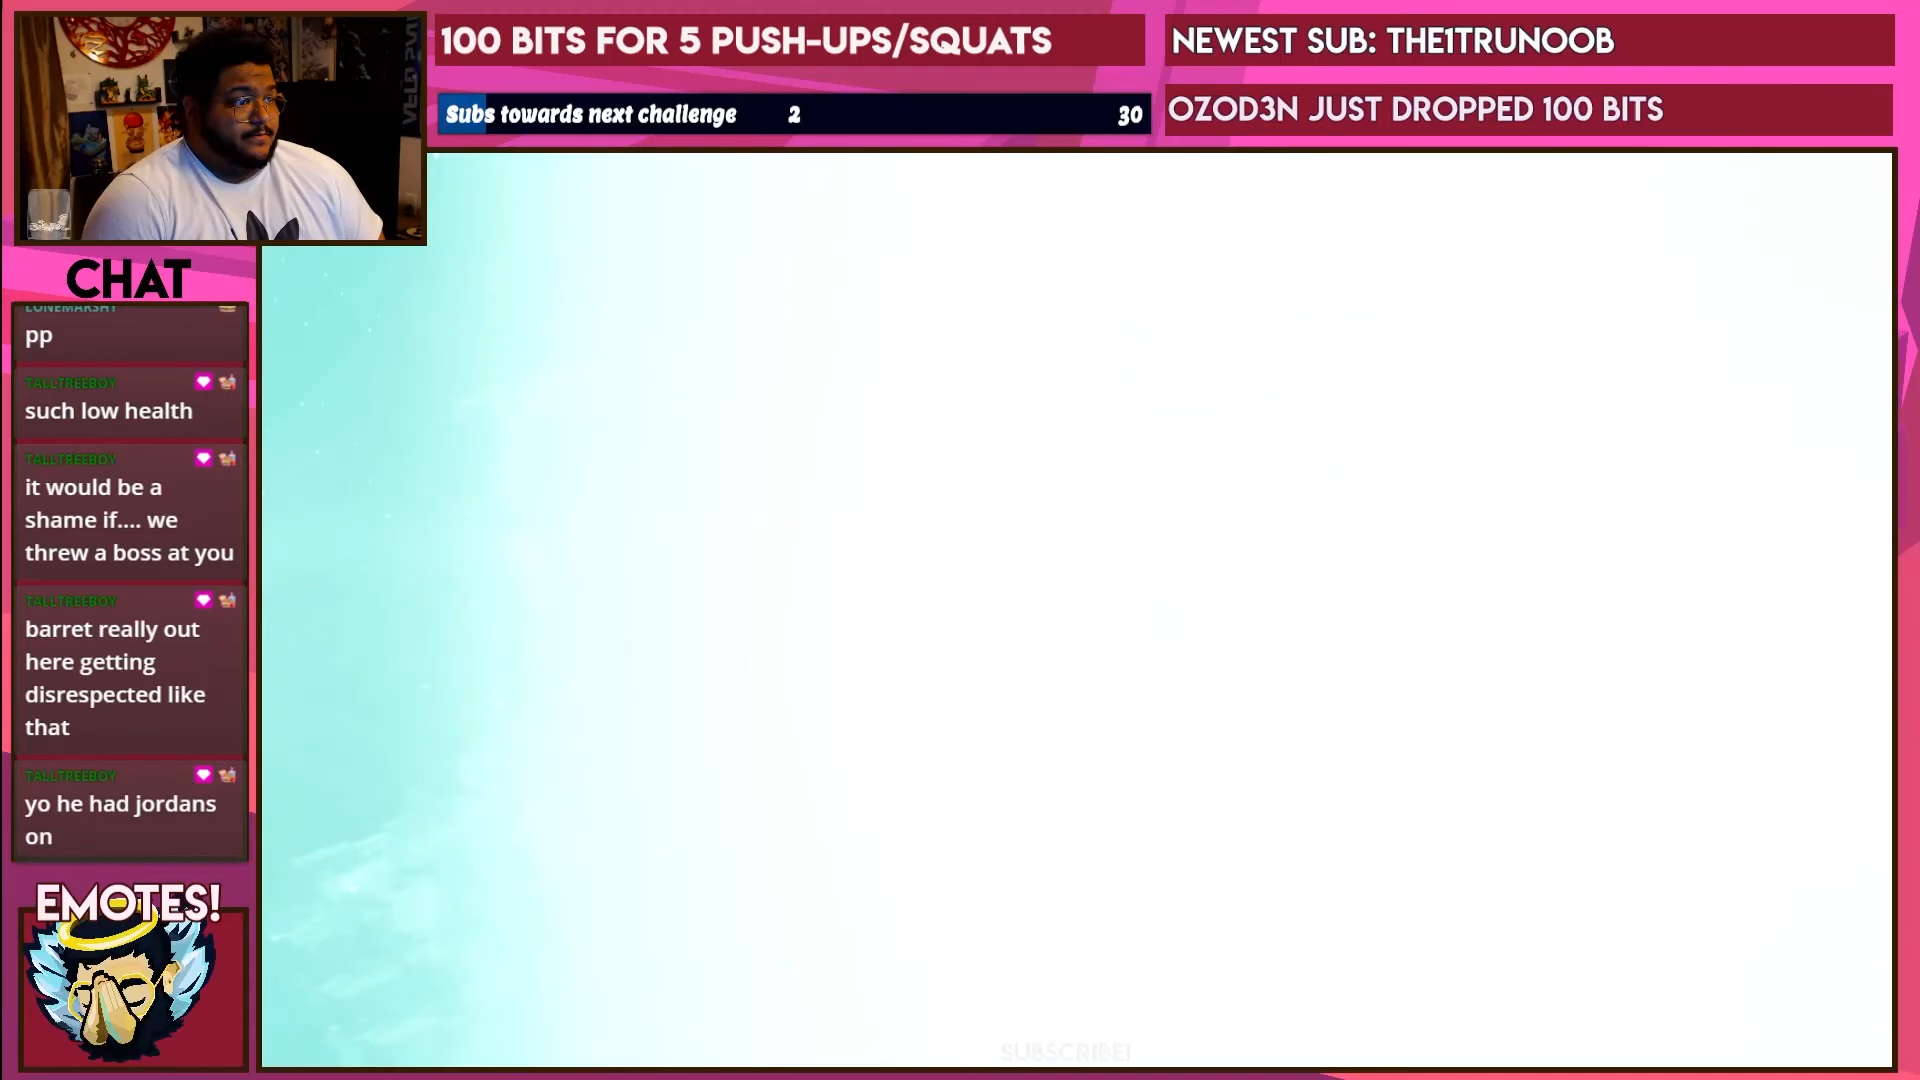 100 BITS FOR 5 PUSH-UPS/SQUATS
NEWEST SUB: THE1TRUNOOB
Subs towards next challenge 2 30
OZOD3N JUST DROPPED 100 BITS
CHAT
LONEMARSHY
pp
TALLTREEBOY
such low health
TALLTREEBOY
it would be a
shame if.... we
threw a boss at you
TALLTREEBOY
barret really out
here getting
disrespected like
that
TALLTREEBOY
yo he had jordans
on
EMOTES!
SUBSCRIBE!